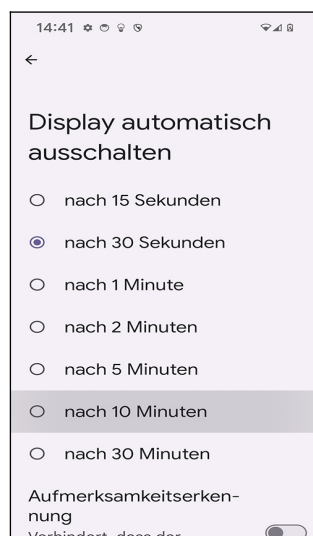 14:41
Display automatisch
ausschalten
nach 15 Sekunden
nach 30 Sekunden
nach 1 Minute
nach 2 Minuten
nach 5 Minuten
nach 10 Minuten
nach 30 Minuten
Aufmerksamkeitserken-
nung
Verhindert, dass der